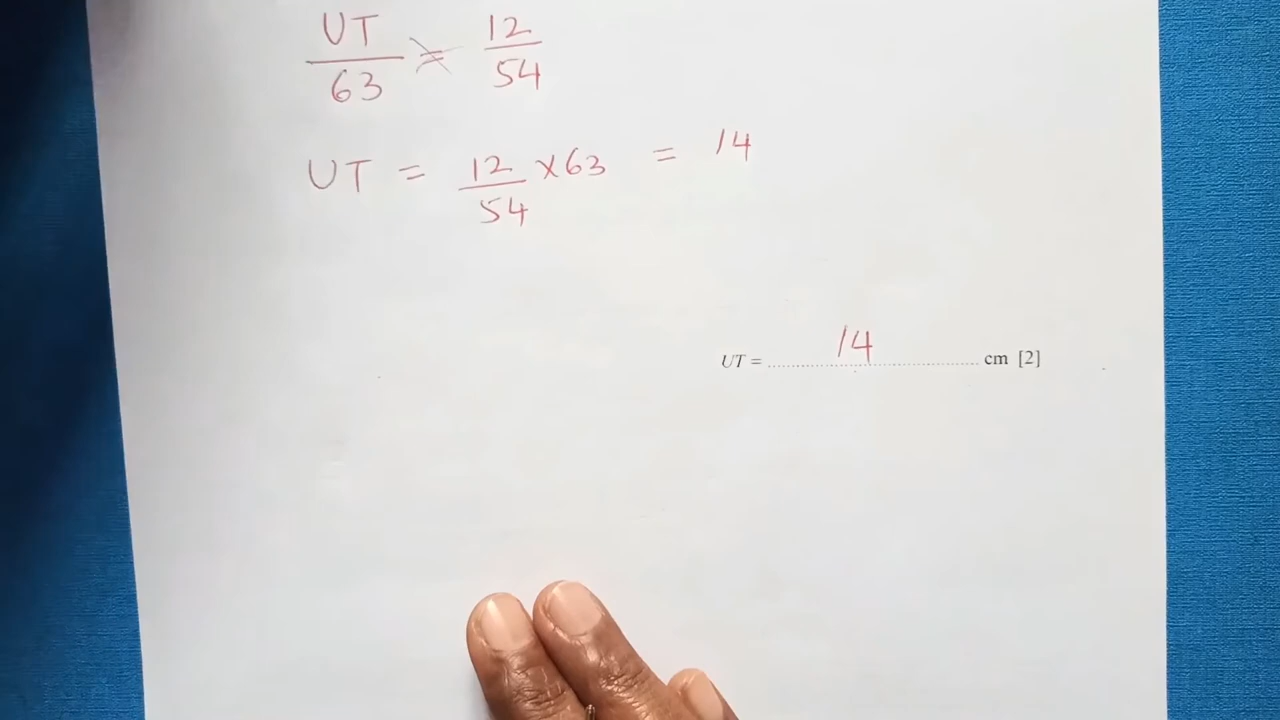 UT/63 = 12/54
UT = 12/54 × 63 = 14
UT = ........14........ cm [2]